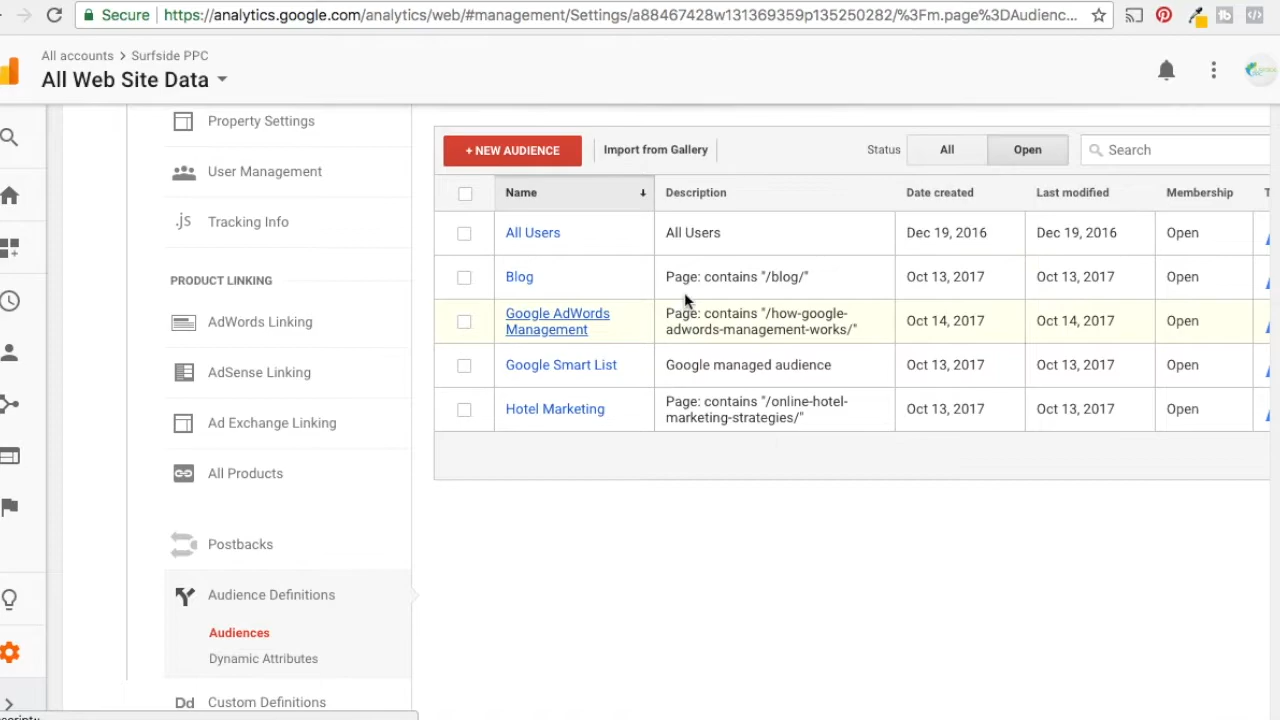 Secure https://analytics.google.com/analytics/web/#management/Settings/a88467428w131369359p135250282/%3Fm.page%3DAudienc...
All accounts > Surfside PPC
All Web Site Data
Property Settings
User Management
JS Tracking Info
PRODUCT LINKING
AdWords Linking
AdSense Linking
Ad Exchange Linking
All Products
Postbacks
Audience Definitions
Audiences
Dynamic Attributes
Dd Custom Definitions
+ NEW AUDIENCE Import from Gallery Status All Open Search
Name Description Date created Last modified Membership
All Users All Users Dec 19, 2016 Dec 19, 2016 Open
Blog Page: contains "/blog/" Oct 13, 2017 Oct 13, 2017 Open
Google AdWords Page: contains "/how-google-
Management adwords-management-works/" Oct 14, 2017 Oct 14, 2017 Open
Google Smart List Google managed audience Oct 13, 2017 Oct 13, 2017 Open
Hotel Marketing Page: contains "/online-hotel-
marketing-strategies/" Oct 13, 2017 Oct 13, 2017 Open